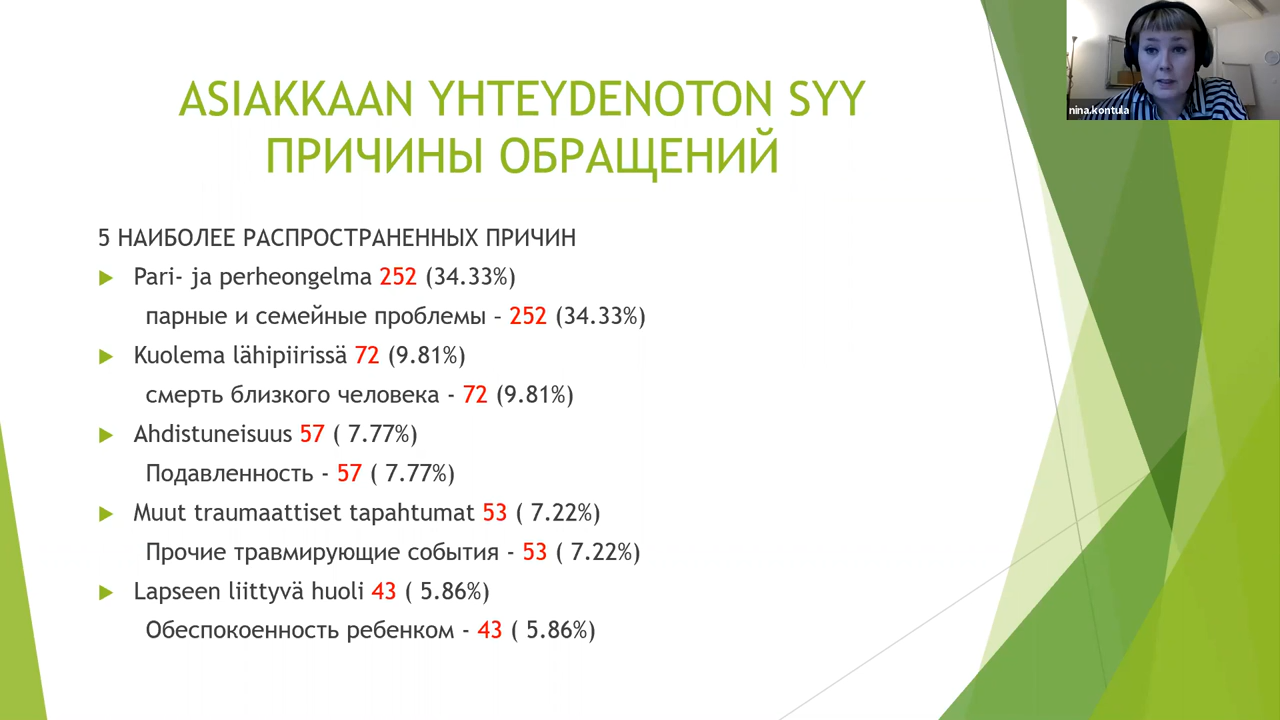 ASIAKKAAN YHTEYDENOTON SYY
ПРИЧИНЫ ОБРАЩЕНИЙ
nina.kontula
5 НАИБОЛЕЕ РАСПРОСТРАНЕННЫХ ПРИЧИН
Pari- ja perheongelma 252 (34.33%)
парные и семейные проблемы – 252 (34.33%)
Kuolema lähipiirissä 72 (9.81%)
смерть близкого человека - 72 (9.81%)
Ahdistuneisuus 57 ( 7.77%)
Подавленность - 57 ( 7.77%)
Muut traumaattiset tapahtumat 53 ( 7.22%)
Прочие травмирующие события - 53 ( 7.22%)
Lapseen liittyvä huoli 43 ( 5.86%)
Обеспокоенность ребенком - 43 ( 5.86%)